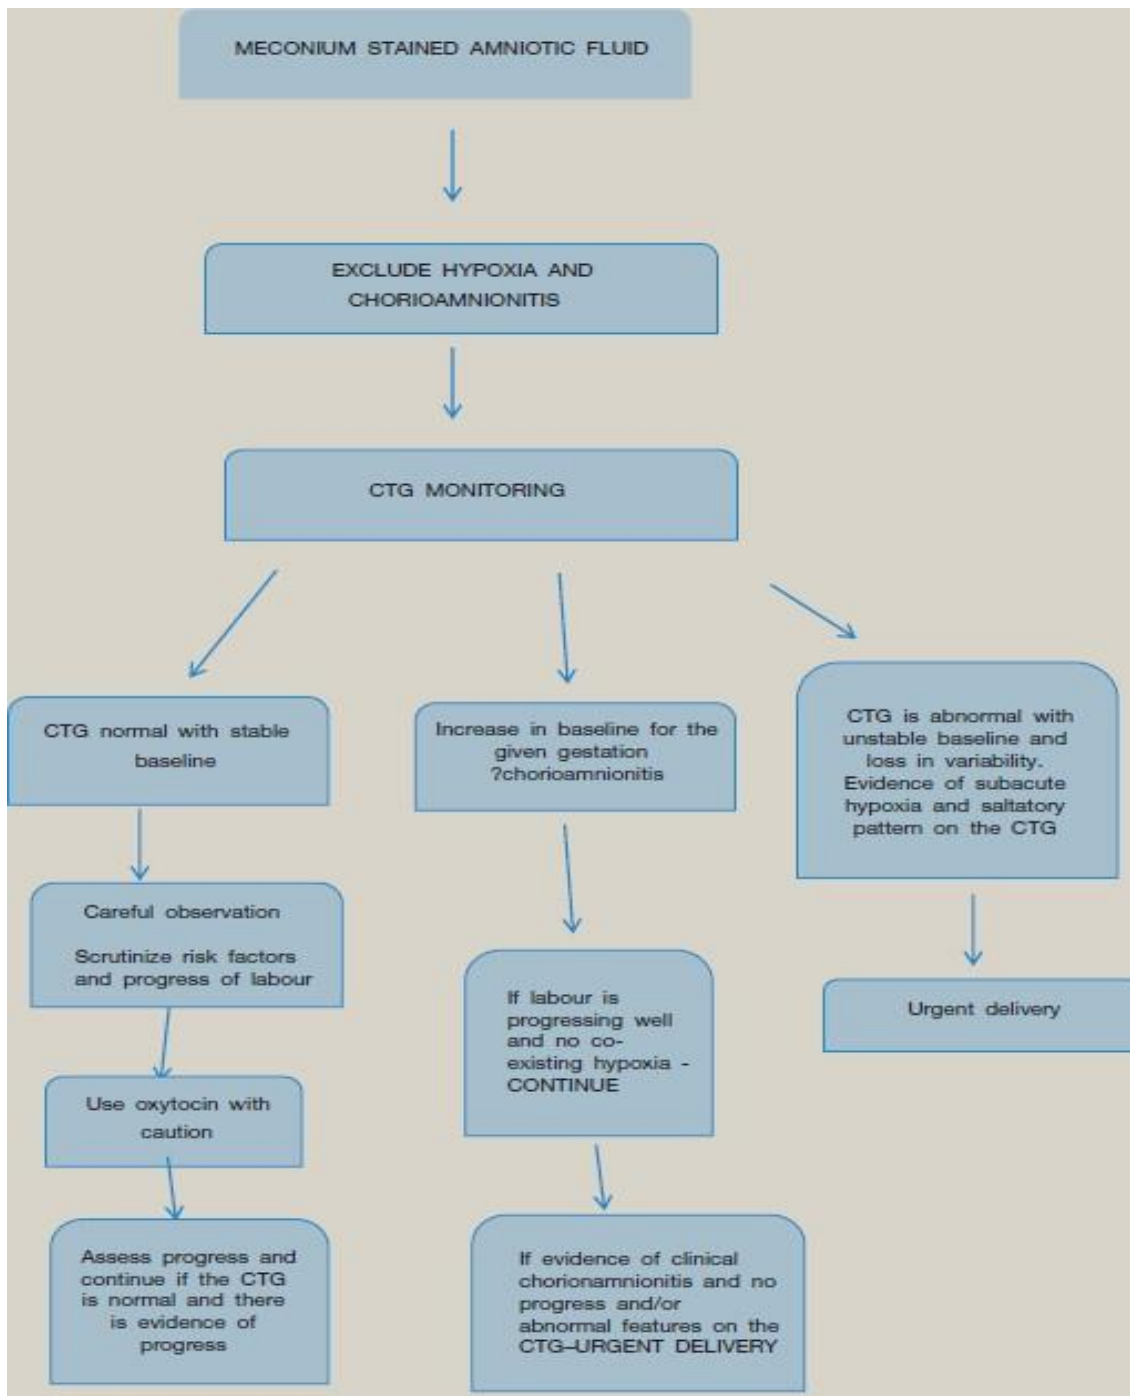 MECONIUM STAINED AMNIOTIC FLUID
EXCLUDE HYPOXIA AND
CHORIOAMNIONITIS
CTG MONITORING
CTG normal with stable
baseline
Careful observation
Scrutinize risk factors
and progress of labour
Use oxytocin with
caution
Assess progress and
continue if the CTG
is normal and there
is evidence of
progress
Increase in baseline for the
given gestation
?chorioamnionitis
If labour is
progressing well
and no co-
existing hypoxia -
CONTINUE
If evidence of clinical
chorionamnionitis and no
progress and/or
abnormal features on the
CTG–URGENT DELIVERY
CTG is abnormal with
unstable baseline and
loss in variability.
Evidence of subacute
hypoxia and saltatory
pattern on the CTG
Urgent delivery